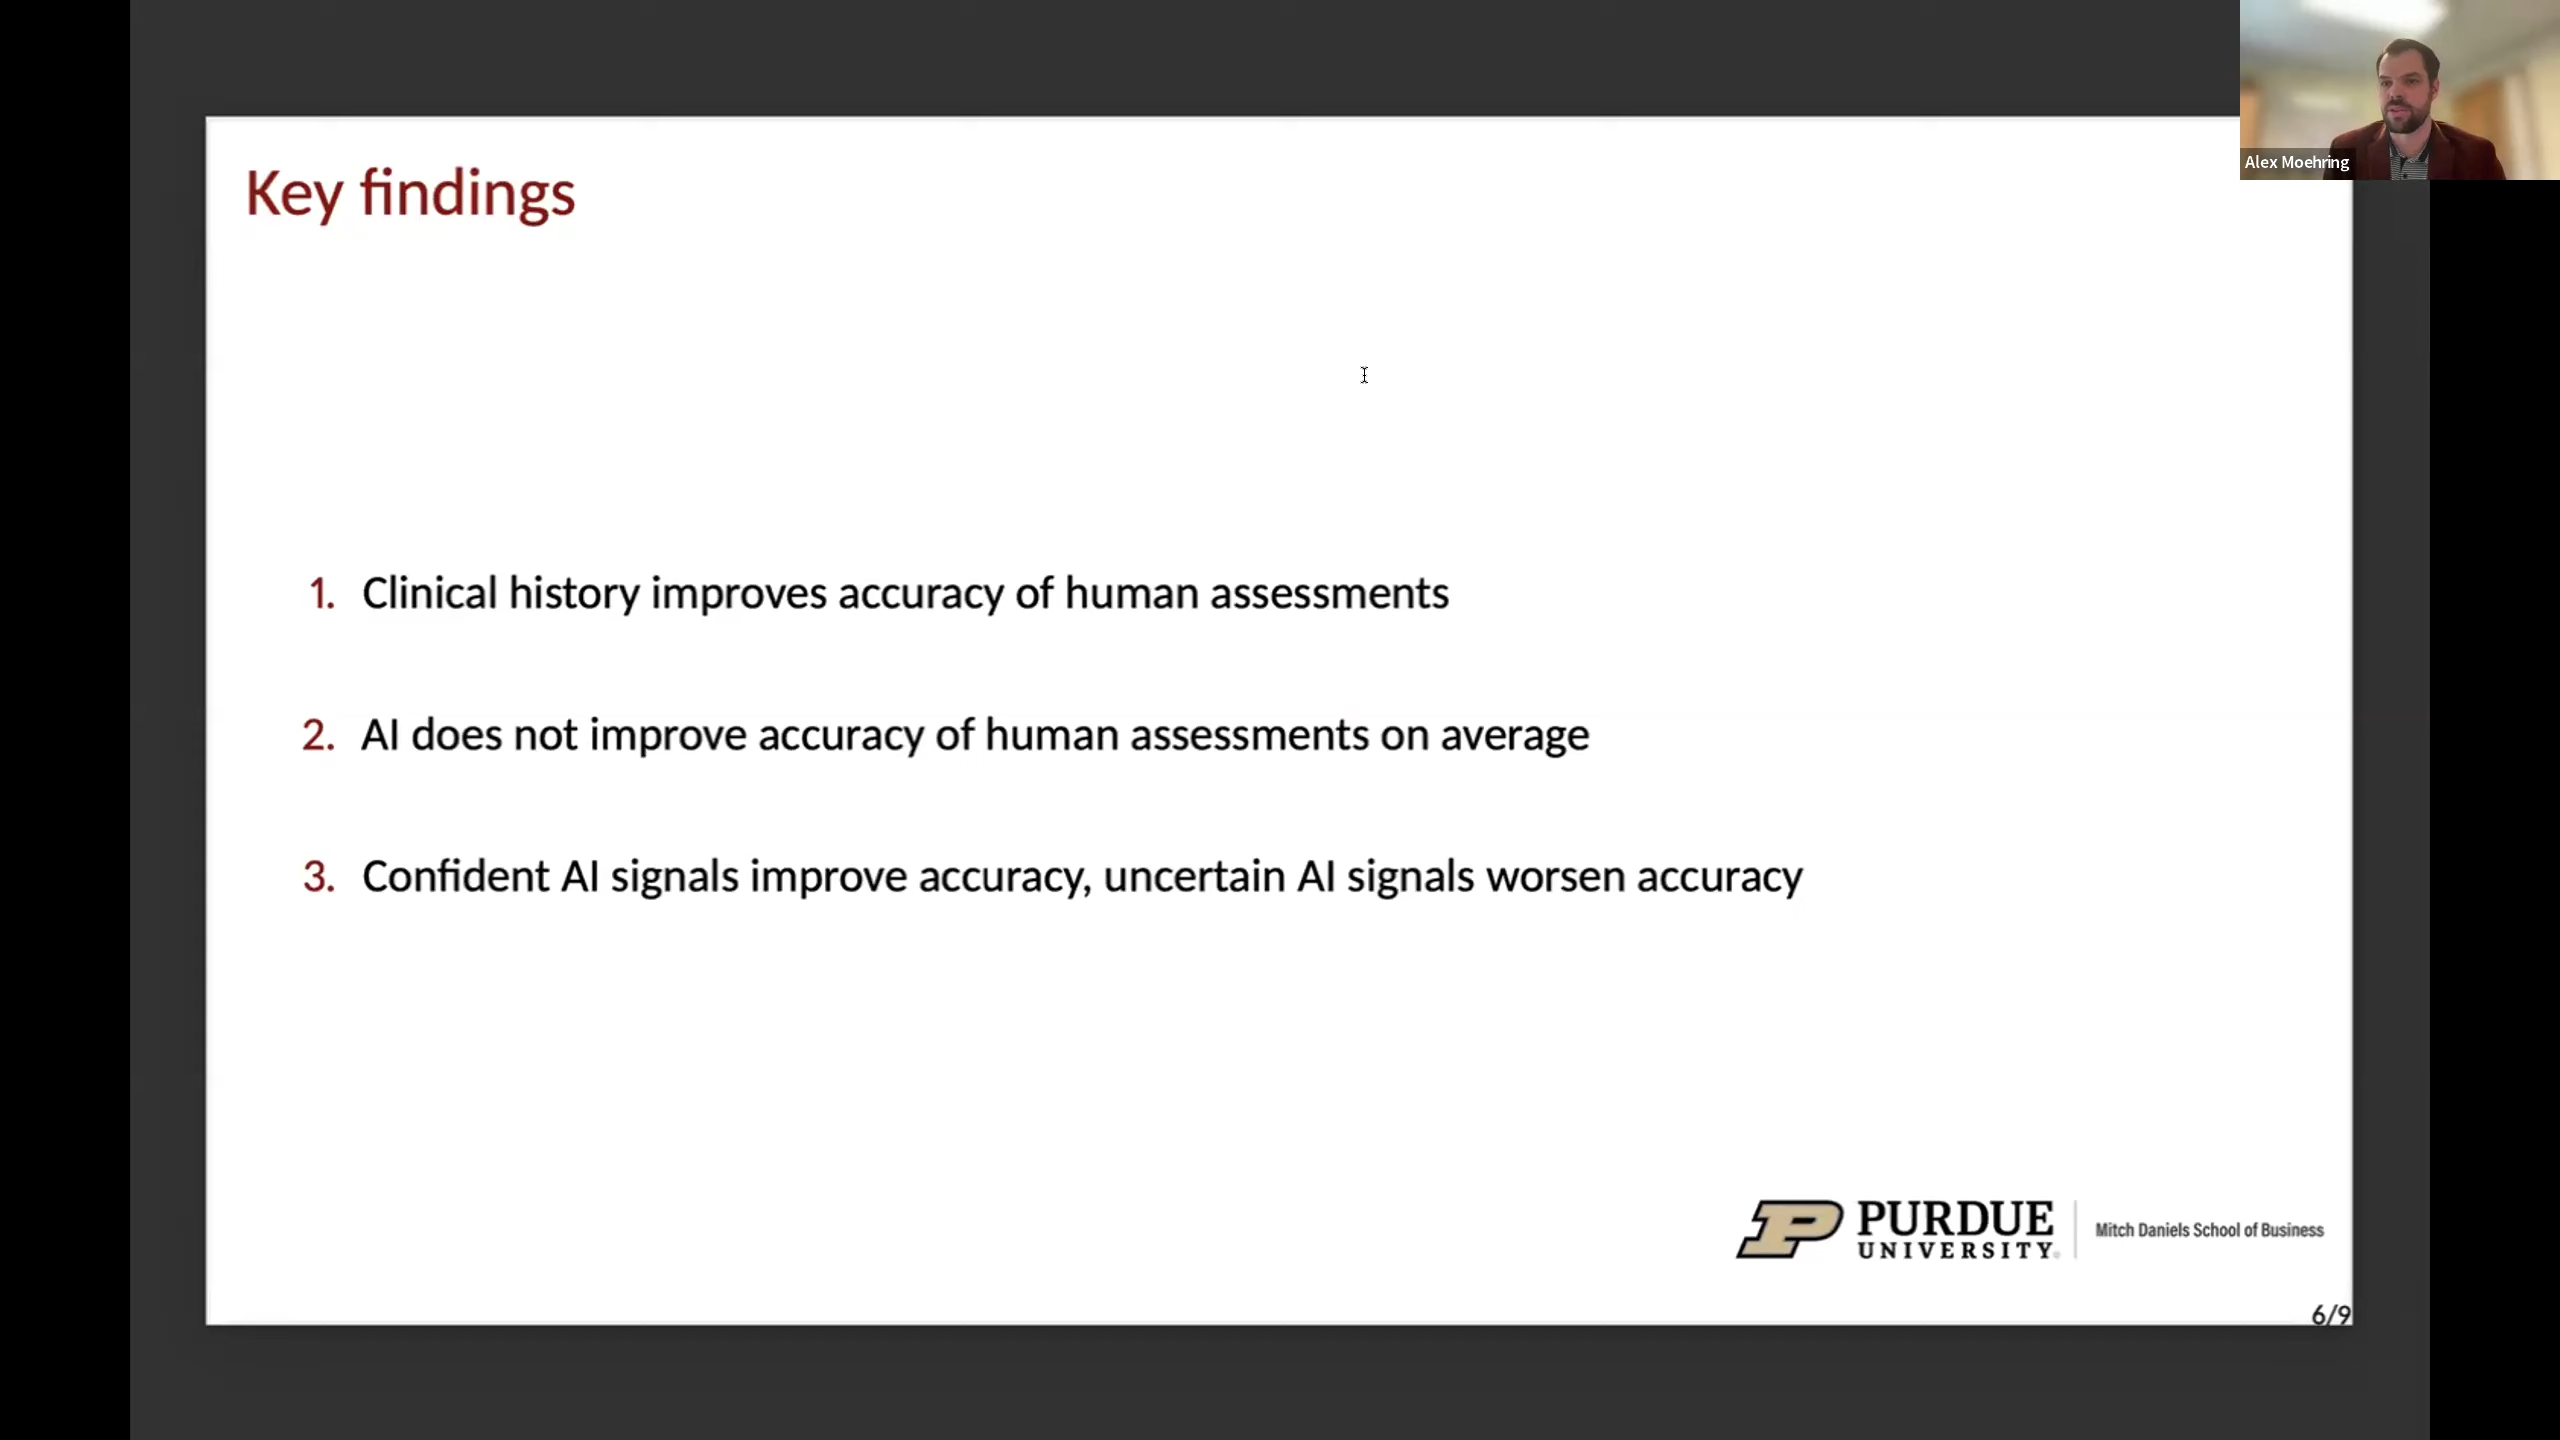 Alex Moehring
Key findings
1. Clinical history improves accuracy of human assessments
2. AI does not improve accuracy of human assessments on average
3. Confident AI signals improve accuracy, uncertain AI signals worsen accuracy
P PURDUE
UNIVERSITY
Mitch Daniels School of Business
6/9